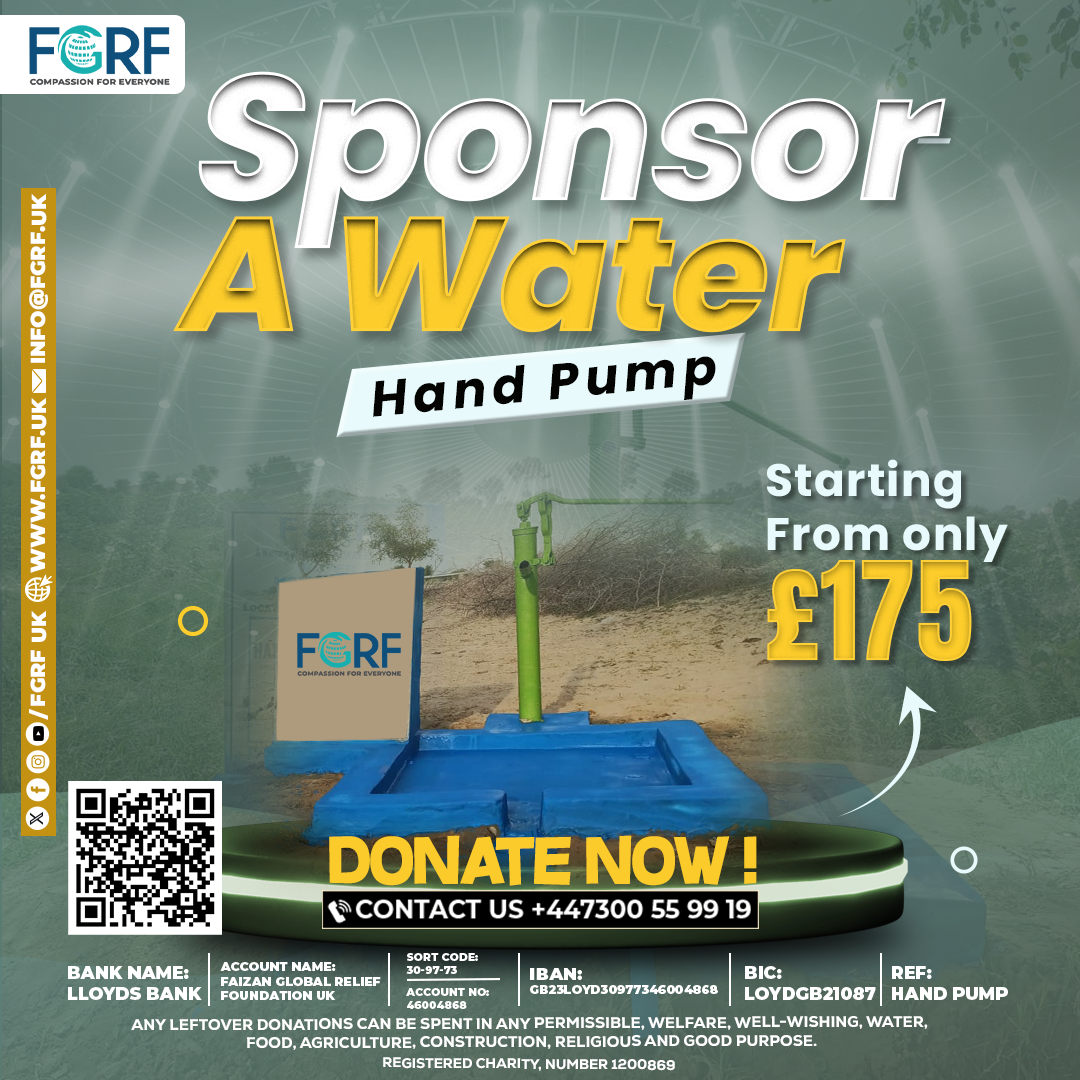 FGRF
COMPASSION FOR EVERYONE
Sponsor
A Water
Hand Pump
Starting
From only
£175
FGRF
COMPASSION FOR EVERYONE
/FGRF UK WWW.FGRF.UK INFO@FGRF.UK
DONATE NOW !
CONTACT US +447300 55 99 19
BANK NAME:
LLOYDS BANK
ACCOUNT NAME:
FAIZAN GLOBAL RELIEF
FOUNDATION UK
SORT CODE:
30-97-73
ACCOUNT NO:
46004868
IBAN:
GB23LOYD30977346004868
BIC:
LOYDGB21087
REF:
HAND PUMP
ANY LEFTOVER DONATIONS CAN BE SPENT IN ANY PERMISSIBLE, WELFARE, WELL-WISHING, WATER,
FOOD, AGRICULTURE, CONSTRUCTION, RELIGIOUS AND GOOD PURPOSE.
REGISTERED CHARITY, NUMBER 1200869